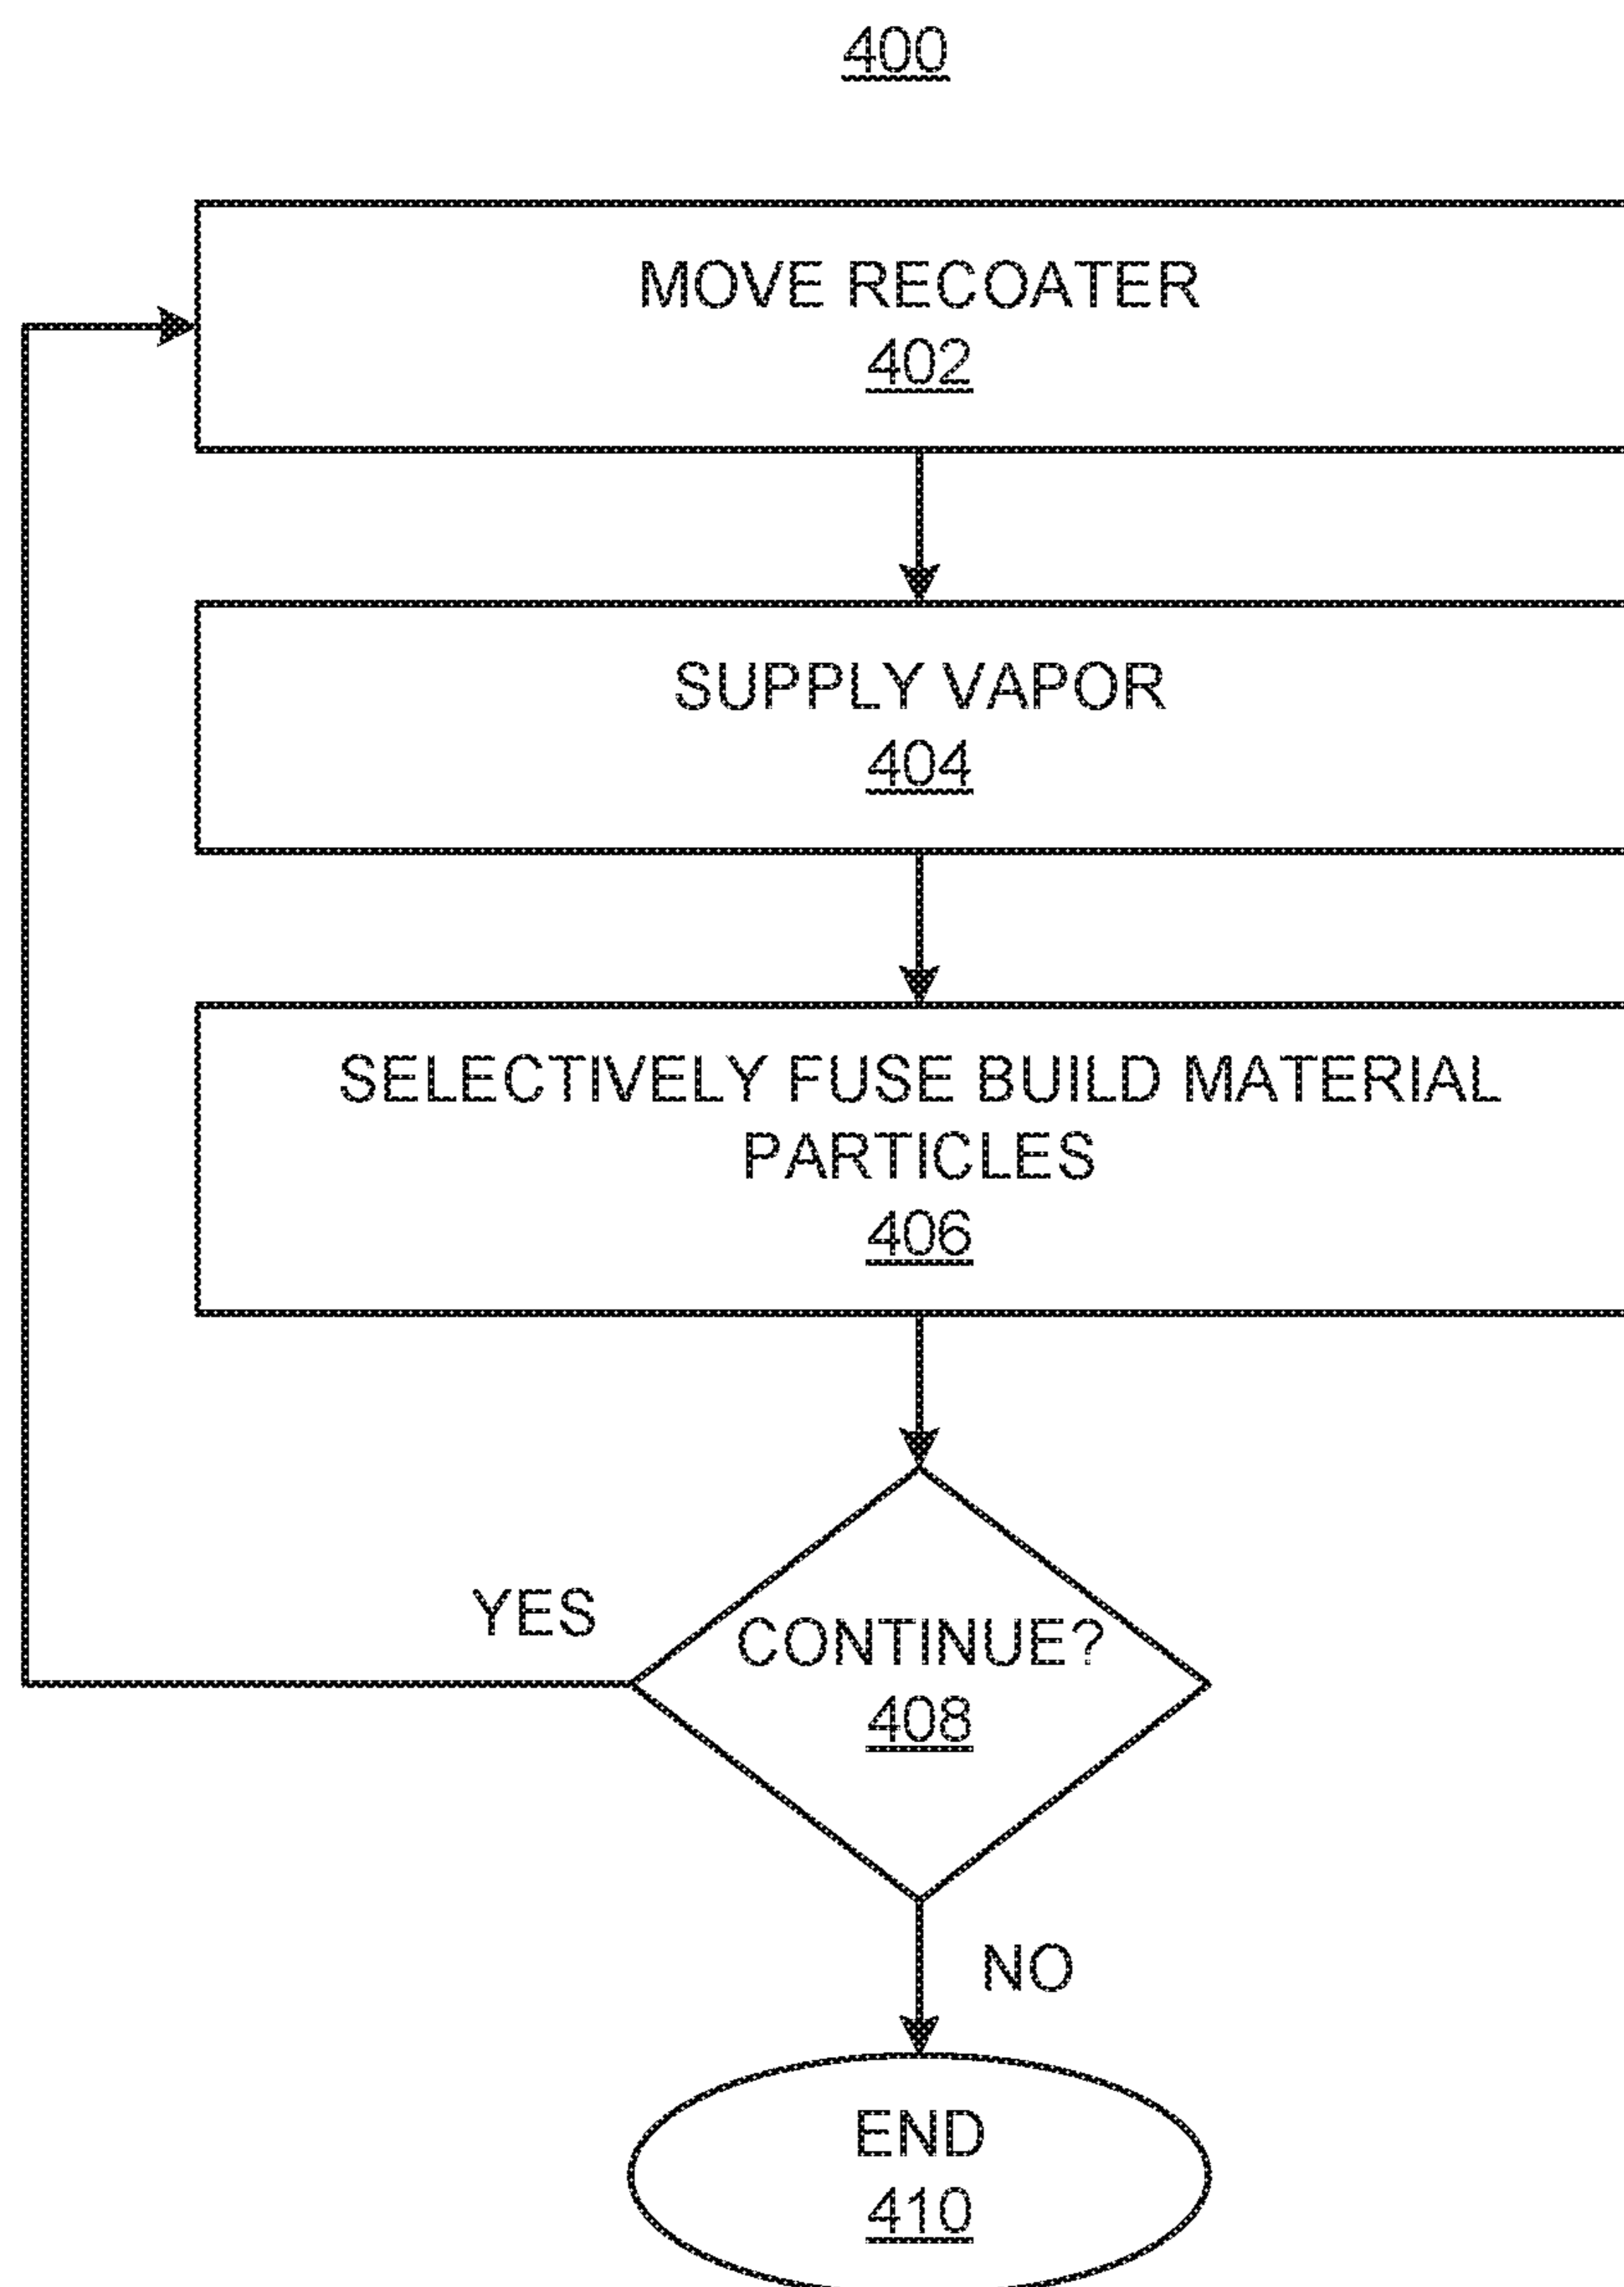 400
MOVE RECOATER
402
SUPPLY VAPOR
404
SELECTIVELY FUSE BUILD MATERIAL
PARTICLES
406
YES
CONTINUE?
408
NO
END
410